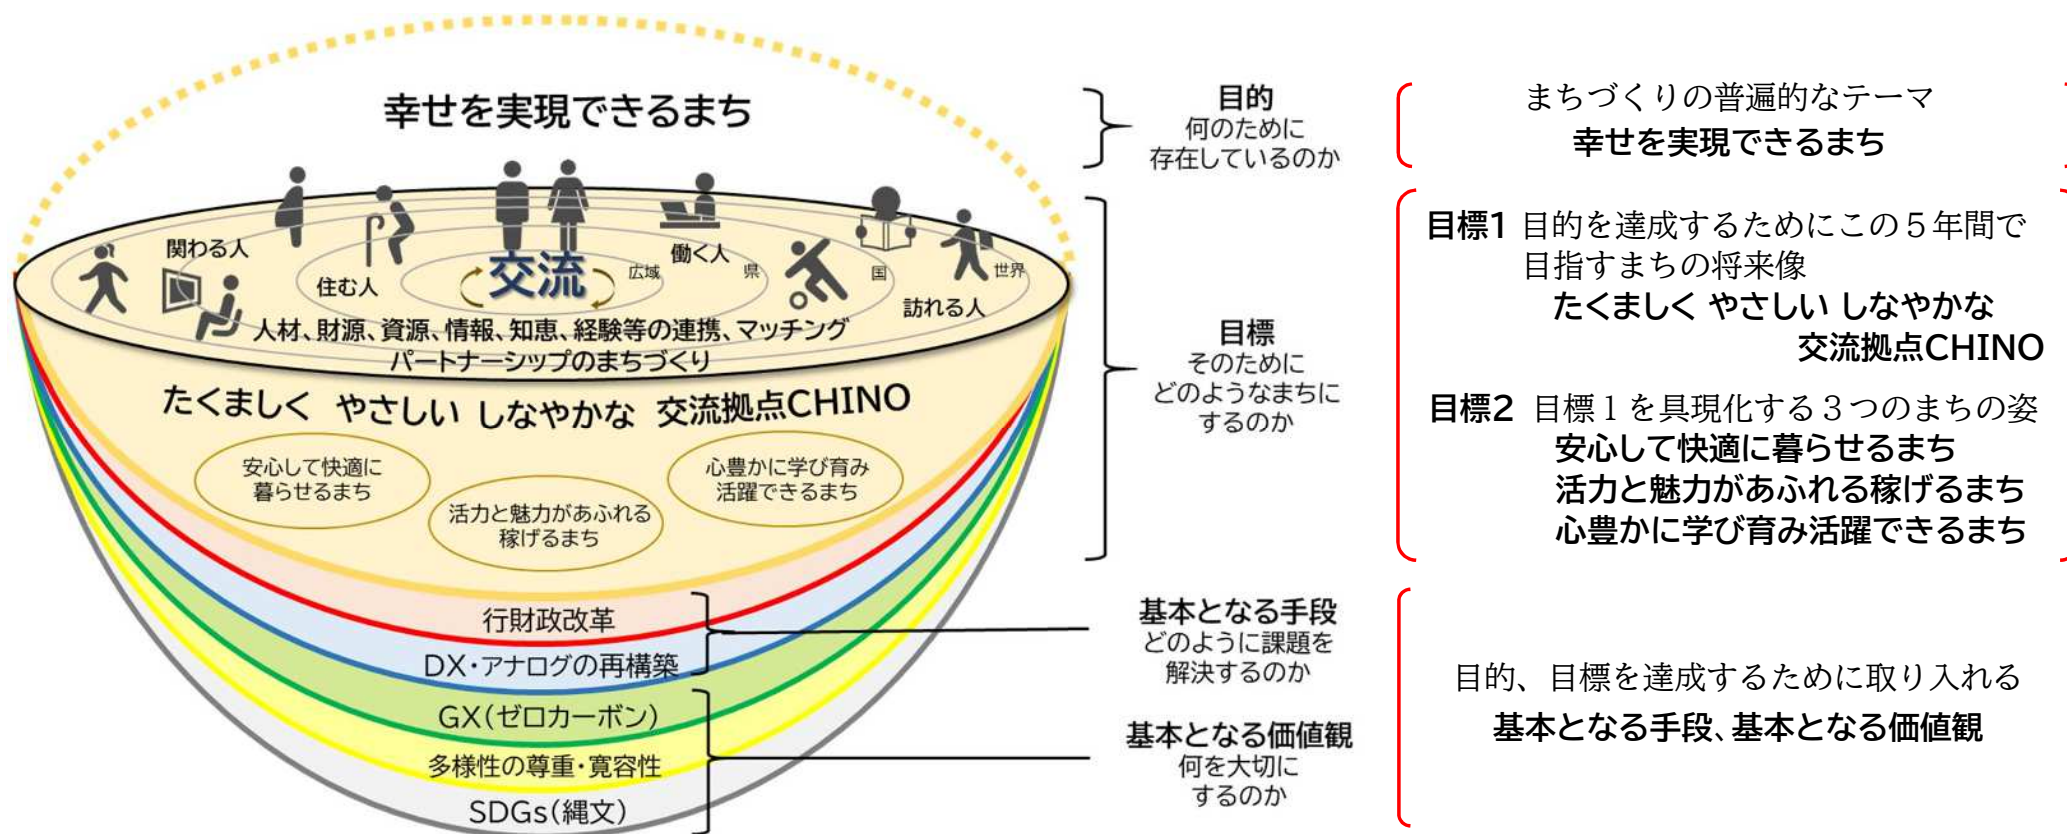 幸せを実現できるまち
関わる人
住む人
交流
広域
働く人
県
国
世界
訪れる人
人材、財源、資源、情報、知恵、経験等の連携、マッチング
パートナーシップのまちづくり
たくましく やさしい しなやかな 交流拠点CHINO
安心して快適に
暮らせるまち
活力と魅力があふれる
稼げるまち
心豊かに学び育み
活躍できるまち
行財政改革
DX・アナログの再構築
GX(ゼロカーボン)
多様性の尊重・寛容性
SDGs(縄文)
目的
何のために
存在しているのか
目標
そのために
どのようなまちに
するのか
基本となる手段
どのように課題を
解決するのか
基本となる価値観
何を大切に
するのか
まちづくりの普遍的なテーマ
幸せを実現できるまち
目標1 目的を達成するためにこの５年間で
目指すまちの将来像
たくましく やさしい しなやかな
交流拠点CHINO
目標2 目標１を具現化する３つのまちの姿
安心して快適に暮らせるまち
活力と魅力があふれる稼げるまち
心豊かに学び育み活躍できるまち
目的、目標を達成するために取り入れる
基本となる手段、基本となる価値観